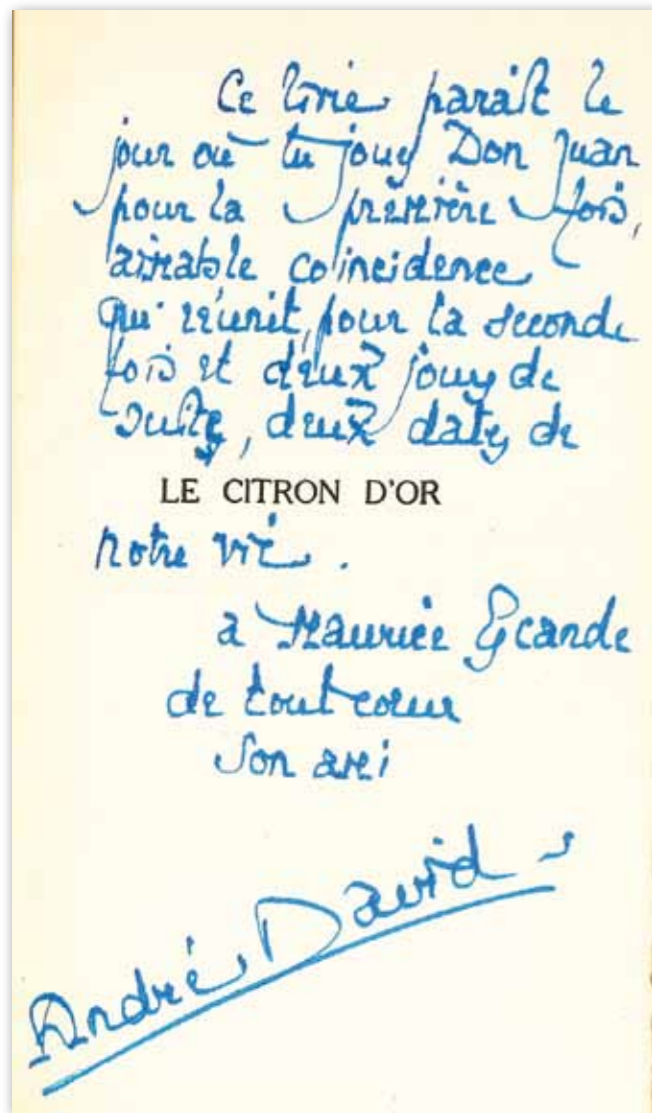 Ce livre paraît le
jour où tu joues Don Juan
pour la première fois,
aimable coïncidence
qui réunit, pour la seconde
fois et deux jours de
suite, deux dates de
LE CITRON D'OR
notre vie.
a Maurice Escande
de tout cœur
son ami
André David